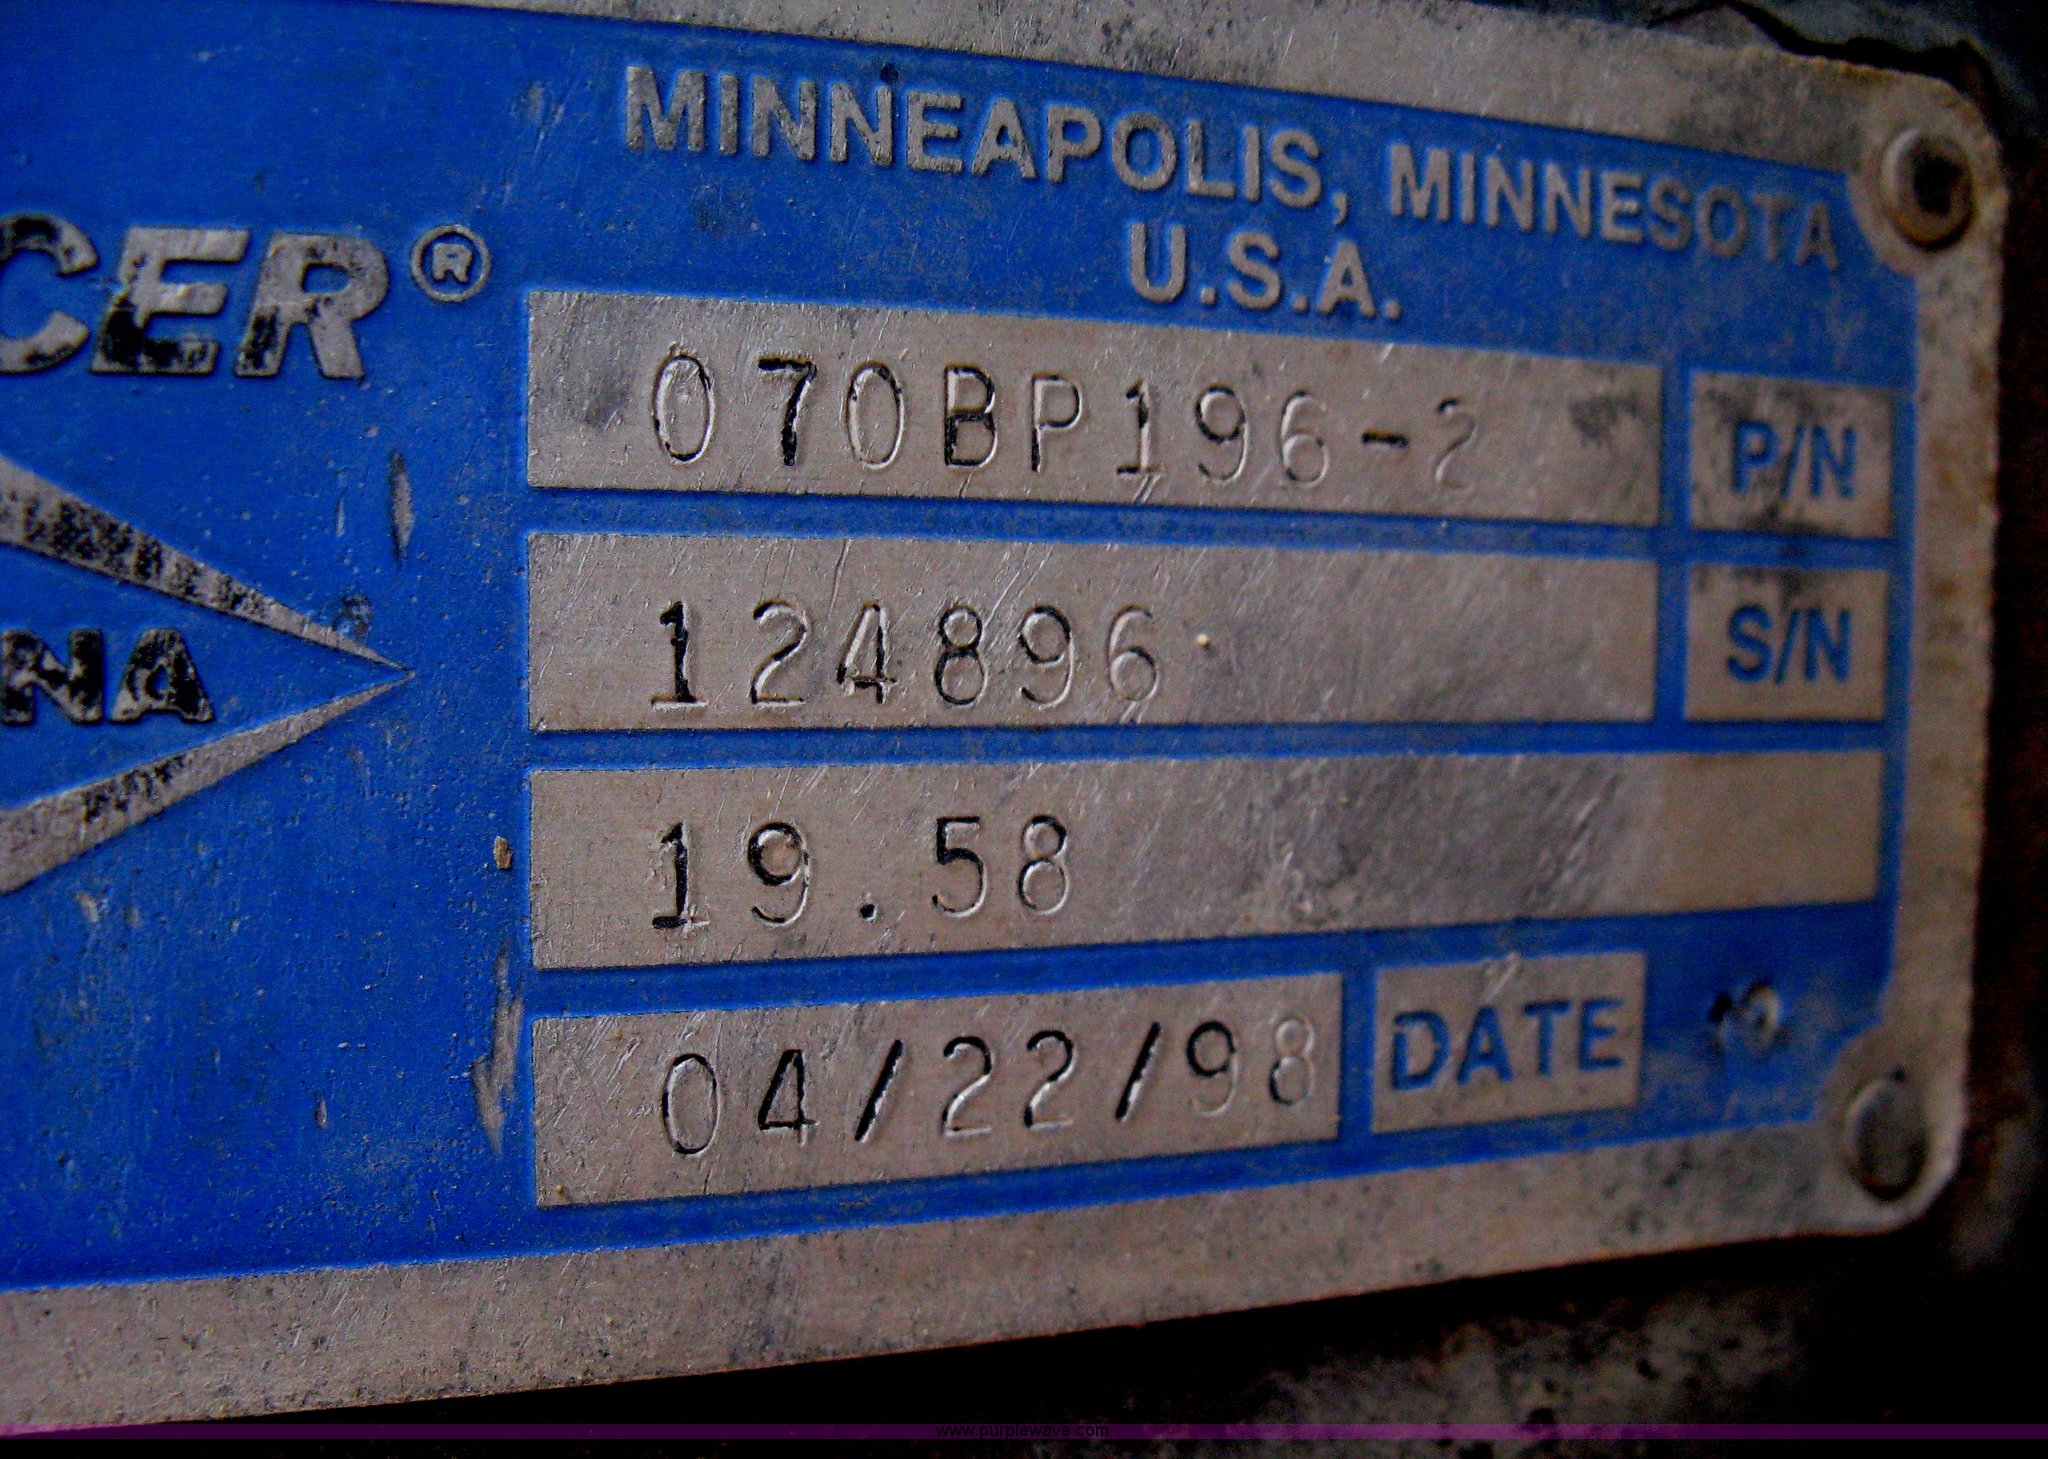 MINNEAPOLIS, MINNESOTA
U.S.A.
CER®
070BP196-2 P/N
124896 S/N
NA
19.58
04/22/98 DATE
www.purplewave.com